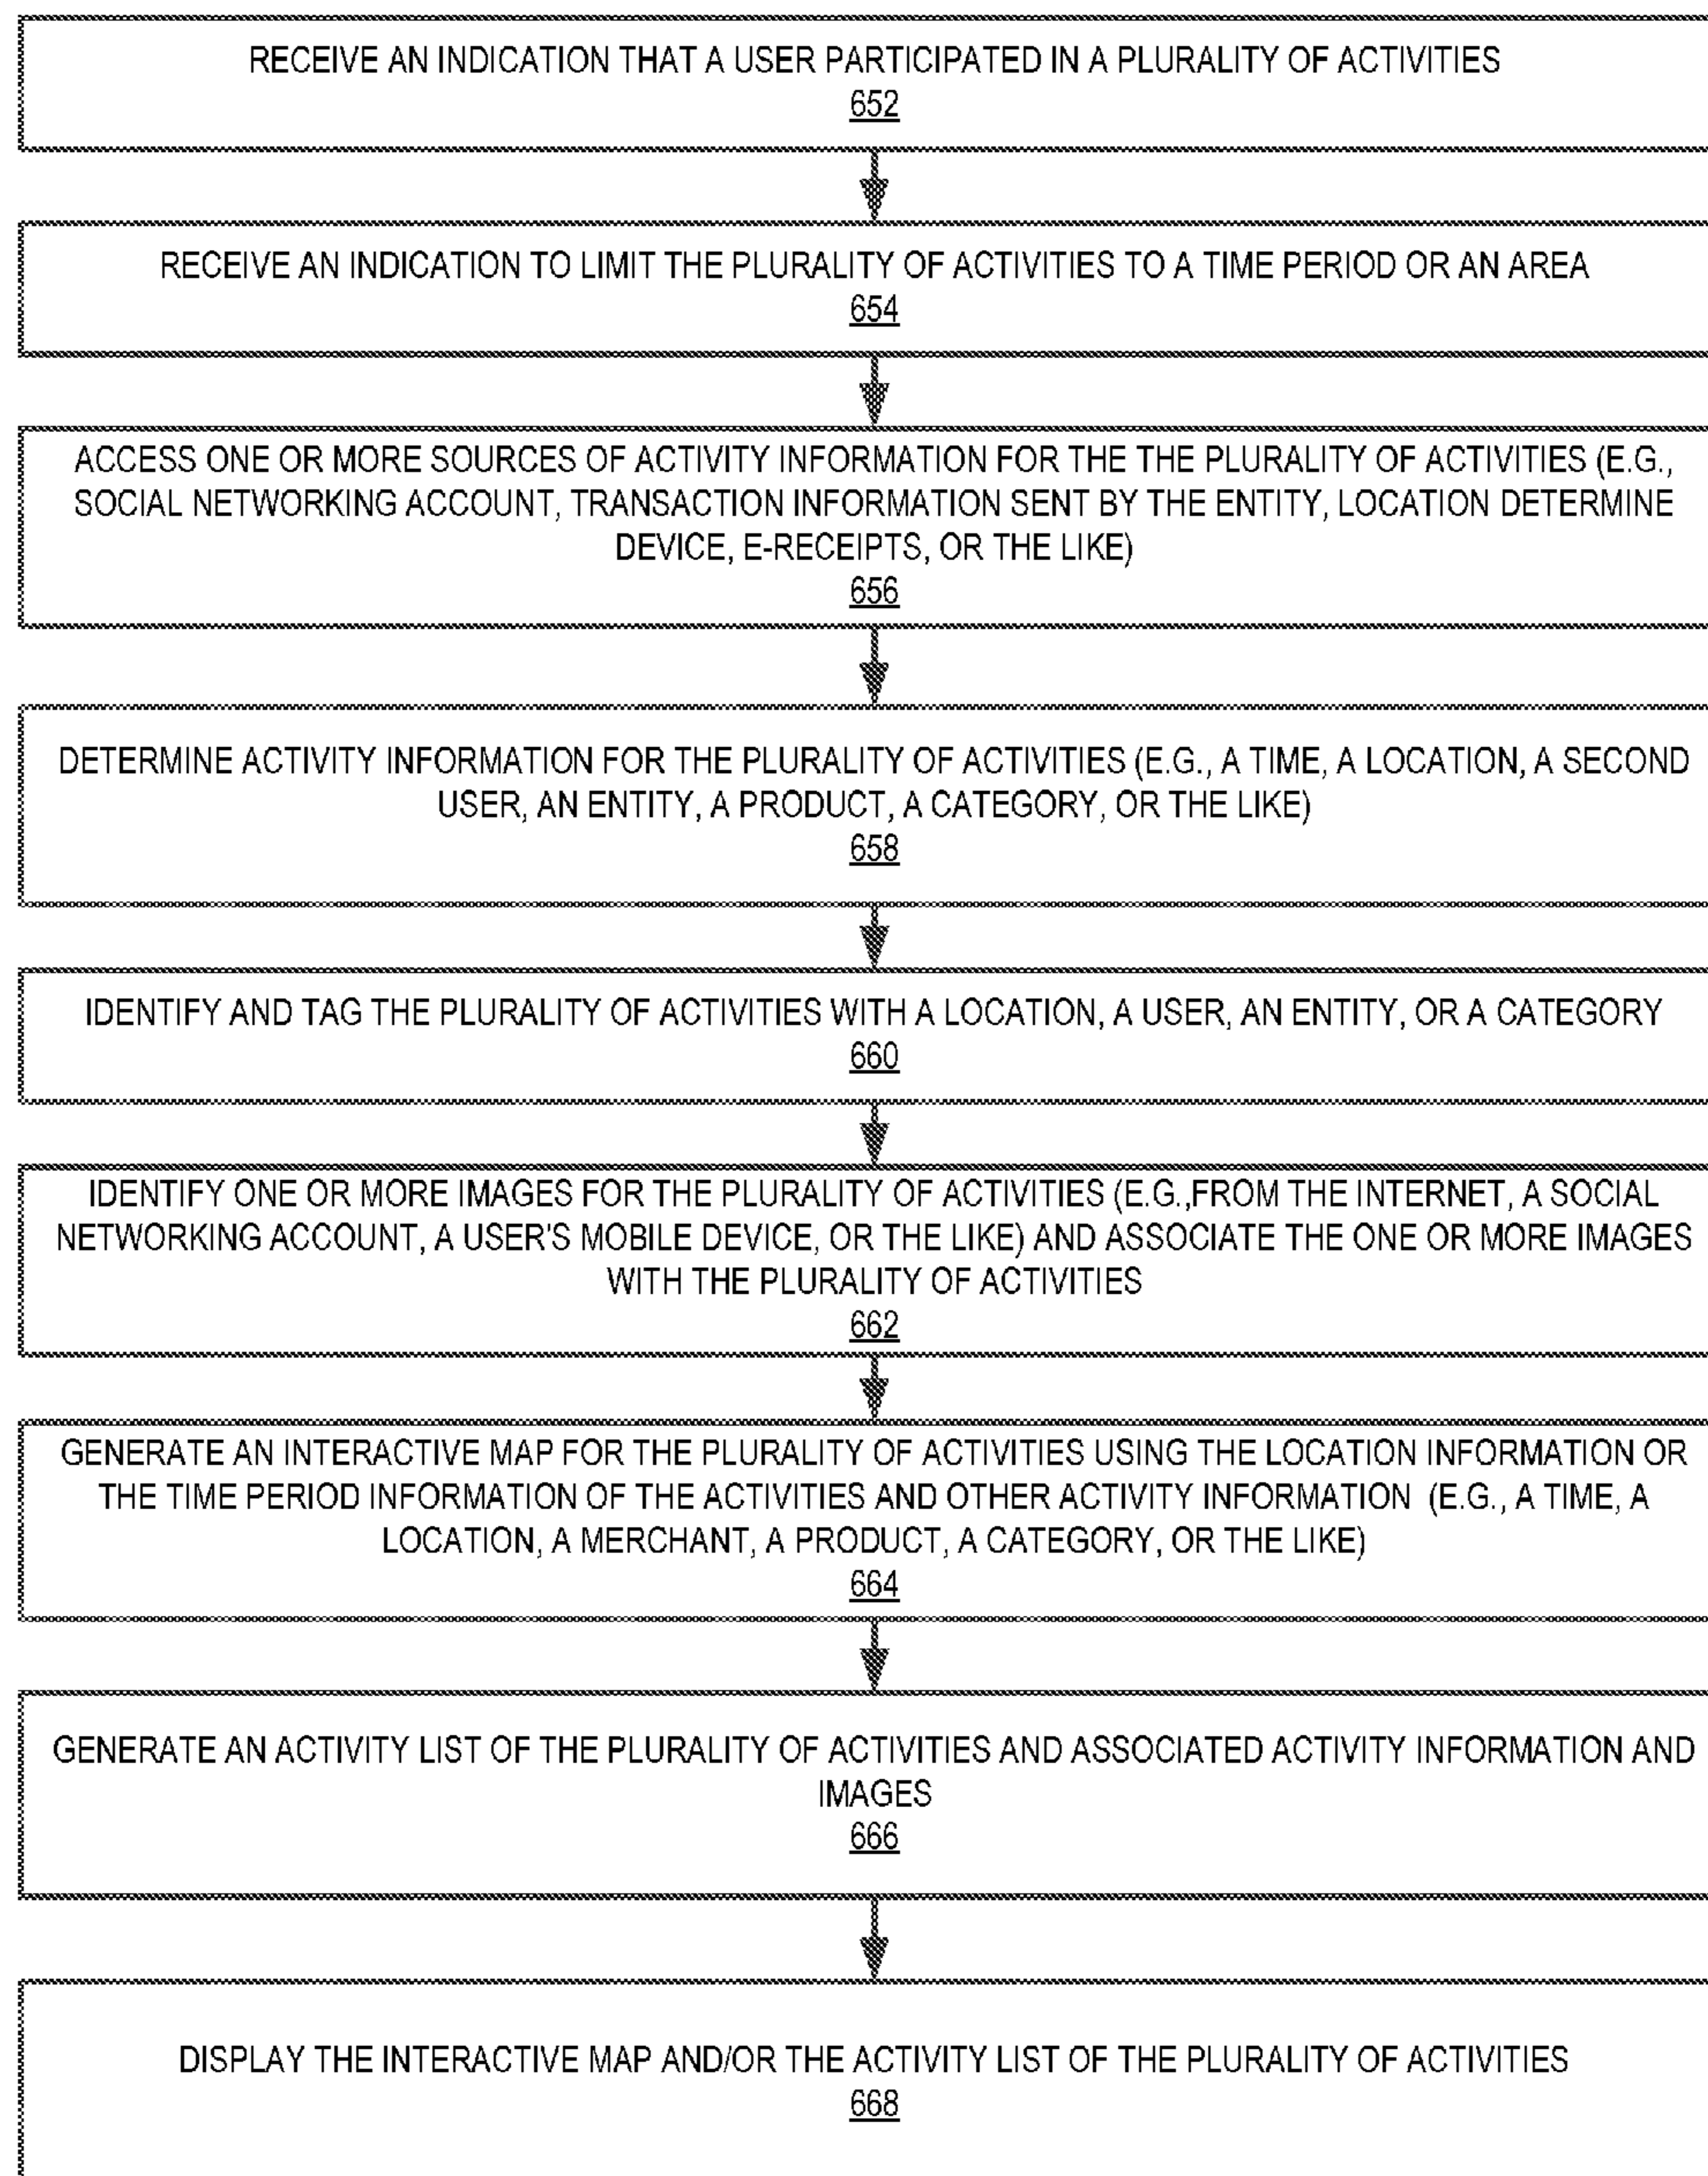 RECEIVE AN INDICATION THAT A USER PARTICIPATED IN A PLURALITY OF ACTIVITIES
652
RECEIVE AN INDICATION TO LIMIT THE PLURALITY OF ACTIVITIES TO A TIME PERIOD OR AN AREA
654
ACCESS ONE OR MORE SOURCES OF ACTIVITY INFORMATION FOR THE THE PLURALITY OF ACTIVITIES (E.G.,
SOCIAL NETWORKING ACCOUNT, TRANSACTION INFORMATION SENT BY THE ENTITY, LOCATION DETERMINE
DEVICE, E-RECEIPTS, OR THE LIKE)
656
DETERMINE ACTIVITY INFORMATION FOR THE PLURALITY OF ACTIVITIES (E.G., A TIME, A LOCATION, A SECOND
USER, AN ENTITY, A PRODUCT, A CATEGORY, OR THE LIKE)
658
IDENTIFY AND TAG THE PLURALITY OF ACTIVITIES WITH A LOCATION, A USER, AN ENTITY, OR A CATEGORY
660
IDENTIFY ONE OR MORE IMAGES FOR THE PLURALITY OF ACTIVITIES (E.G.,FROM THE INTERNET, A SOCIAL
NETWORKING ACCOUNT, A USER'S MOBILE DEVICE, OR THE LIKE) AND ASSOCIATE THE ONE OR MORE IMAGES
WITH THE PLURALITY OF ACTIVITIES
662
GENERATE AN INTERACTIVE MAP FOR THE PLURALITY OF ACTIVITIES USING THE LOCATION INFORMATION OR
THE TIME PERIOD INFORMATION OF THE ACTIVITIES AND OTHER ACTIVITY INFORMATION (E.G., A TIME, A
LOCATION, A MERCHANT, A PRODUCT, A CATEGORY, OR THE LIKE)
664
GENERATE AN ACTIVITY LIST OF THE PLURALITY OF ACTIVITIES AND ASSOCIATED ACTIVITY INFORMATION AND
IMAGES
666
DISPLAY THE INTERACTIVE MAP AND/OR THE ACTIVITY LIST OF THE PLURALITY OF ACTIVITIES
668